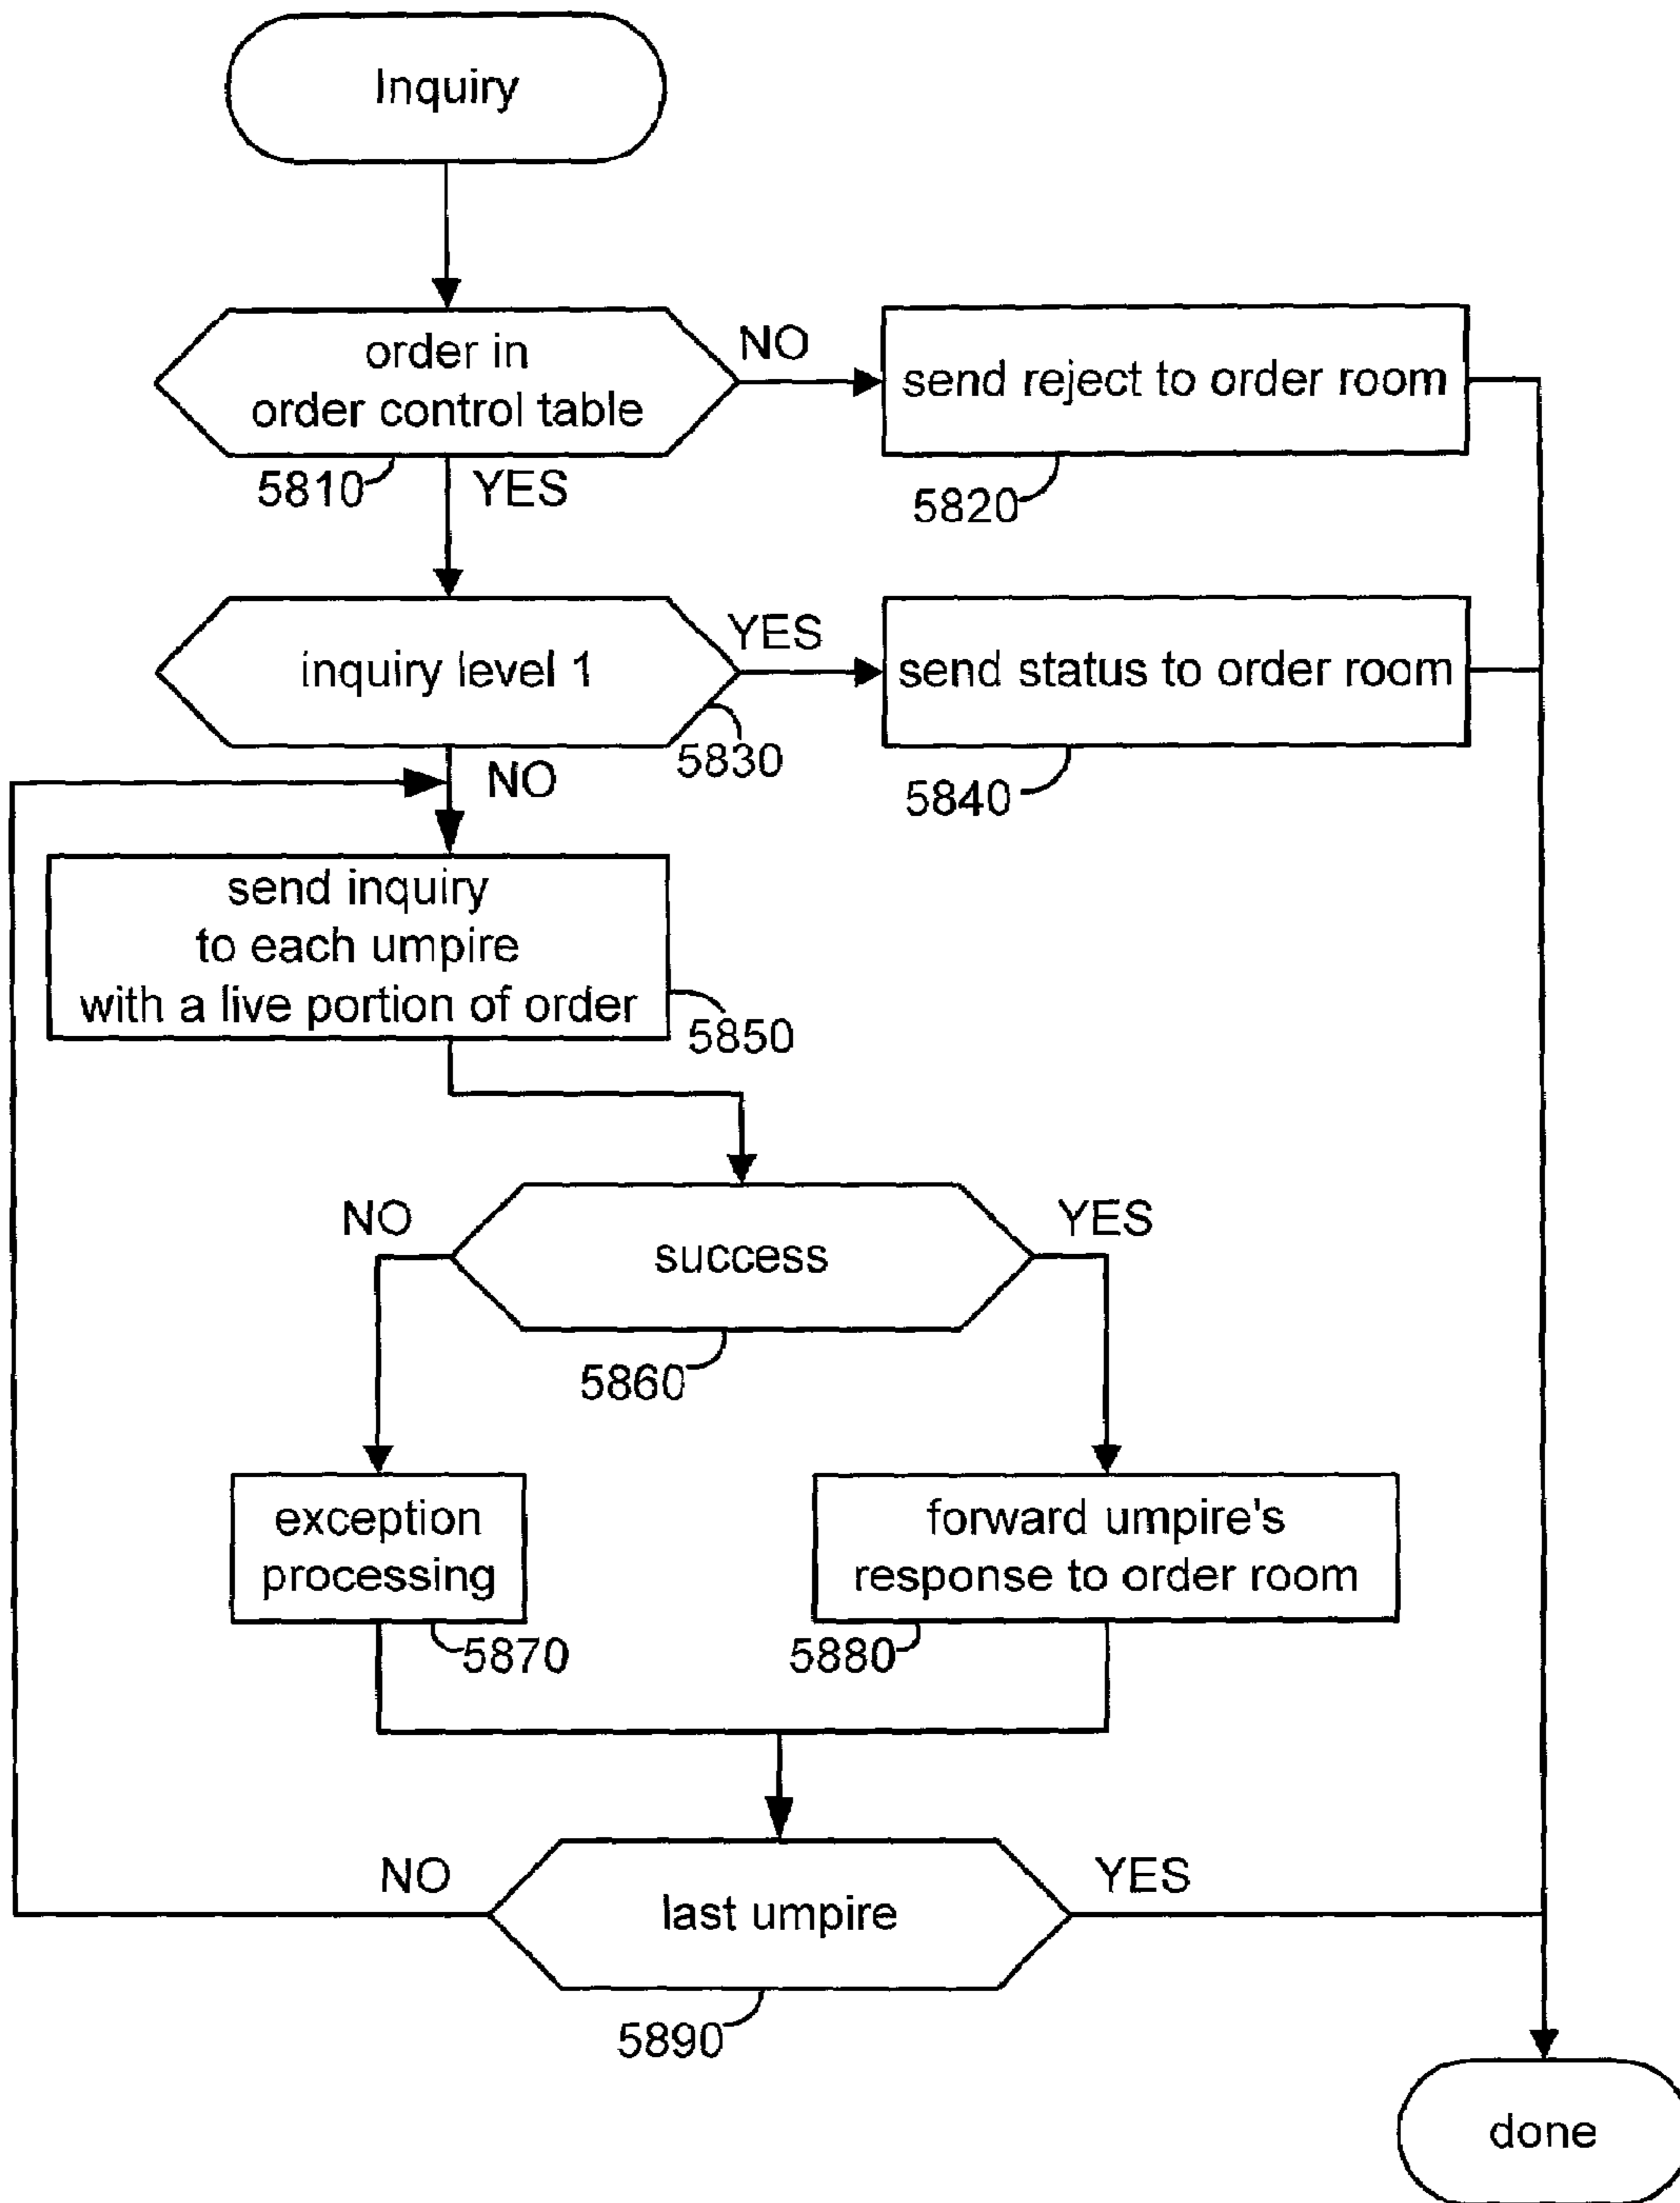 Inquiry
order in
order control table
NO
send reject to order room
5810
YES
5820
inquiry level 1
YES
send status to order room
5830
NO
5840
send inquiry
to each umpire
with a live portion of order
5850
NO
success
YES
5860
exception
processing
forward umpire's
response to order room
5870
5880
NO
last umpire
YES
5890
done